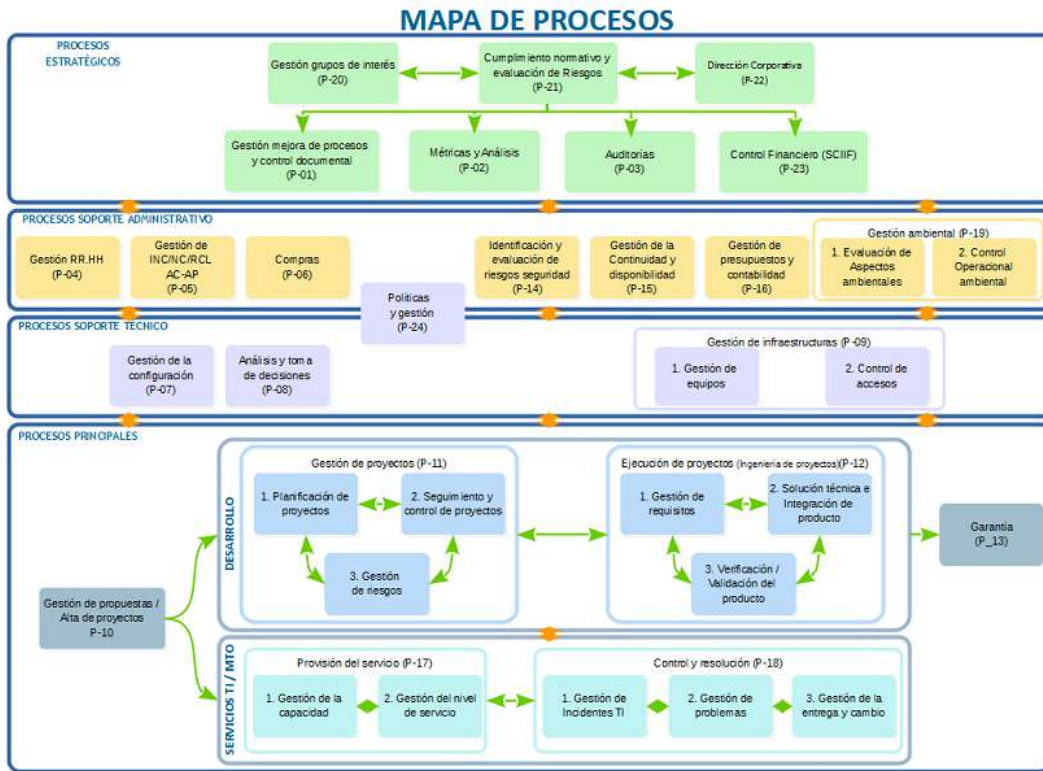 MAPA DE PROCESOS
PROCESOS
ESTRATÉGICOS
Gestión grupos de interés
(P-20)
Cumplimiento normativo y
evaluación de Riesgos
(P-21)
Dirección Corporativa
(P-22)
Gestión mejora de procesos
y control documental
(P-01)
Métricas y Análisis
(P-02)
Auditorías
(P-03)
Control Financiero (SCIIF)
(P-23)
PROCESOS SOPORTE ADMINISTRATIVO
Gestión RR.HH
(P-04)
Gestión de
INC/NC/RCL
AC-AP
(P-05)
Compras
(P-06)
Identificación y
evaluación de
riesgos seguridad
(P-14)
Gestión de la
Continuidad y
disponibilidad
(P-15)
Gestión de
presupuestos y
contabilidad
(P-16)
Gestión ambiental (P-19)
1. Evaluación de
Aspectos
ambientales
2. Control
Operacional
ambiental
Políticas
y gestión
(P-24)
PROCESOS SOPORTE TÉCNICO
Gestión de la
configuración
(P-07)
Análisis y toma
de decisiones
(P-08)
Gestión de infraestructuras (P-09)
1. Gestión de
equipos
2. Control de
accesos
PROCESOS PRINCIPALES
Gestión de propuestas /
Alta de proyectos
P-10
DESARROLLO
Gestión de proyectos (P-11)
1. Planificación de
proyectos
2. Seguimiento y
control de proyectos
3. Gestión
de riesgos
Ejecución de proyectos (Ingeniería de proyectos)(P-12)
1. Gestión de
requisitos
2. Solución técnica e
Integración de
producto
3. Verificación /
Validación del
producto
Garantía
(P_13)
SERVICIOS TI / MTO
Provisión del servicio (P-17)
1. Gestión de la
capacidad
2. Gestión del nivel
de servicio
Control y resolución (P-18)
1. Gestión de
Incidentes TI
2. Gestión de
problemas
3. Gestión de la
entrega y cambio